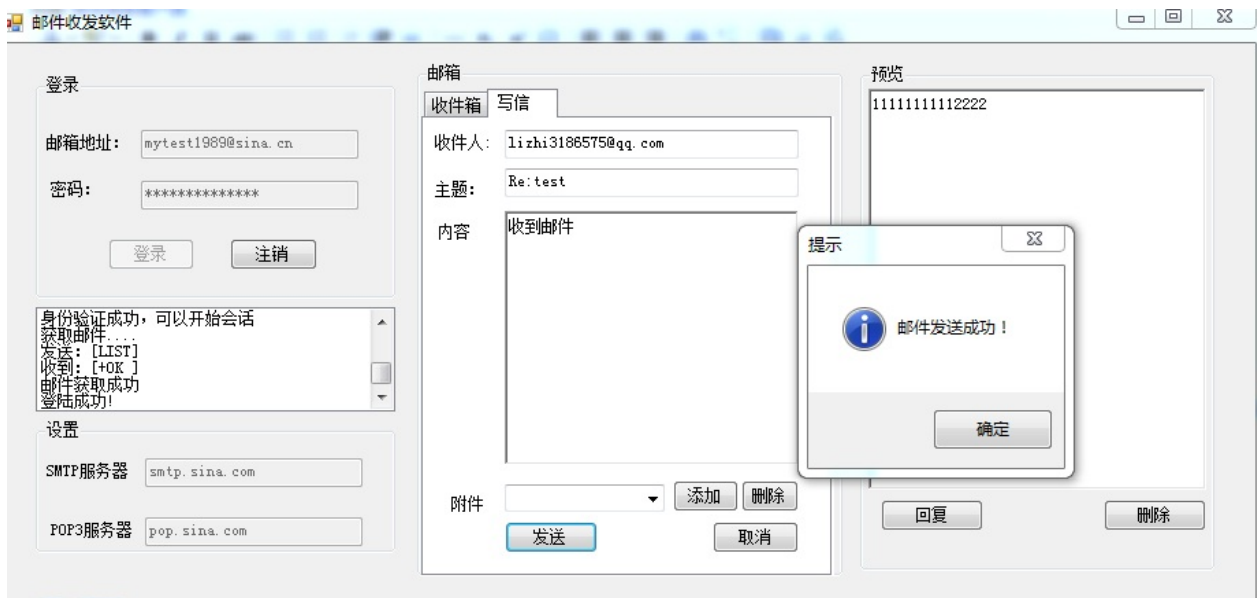 邮件收发软件
登录
邮箱地址：
mytest1989@sina.cn
密码：
**************
登录
注销
身份验证成功，可以开始会话
获取邮件....
发送：[LIST]
收到：[+OK ]
邮件获取成功
登陆成功!
设置
SMTP服务器
smtp.sina.com
POP3服务器
pop.sina.com
邮箱
收件箱
写信
收件人：
lizhi3186575@qq.com
主题：
Re:test
内容
收到邮件
附件
添加
删除
发送
取消
预览
11111111112222
回复
删除
提示
邮件发送成功！
确定